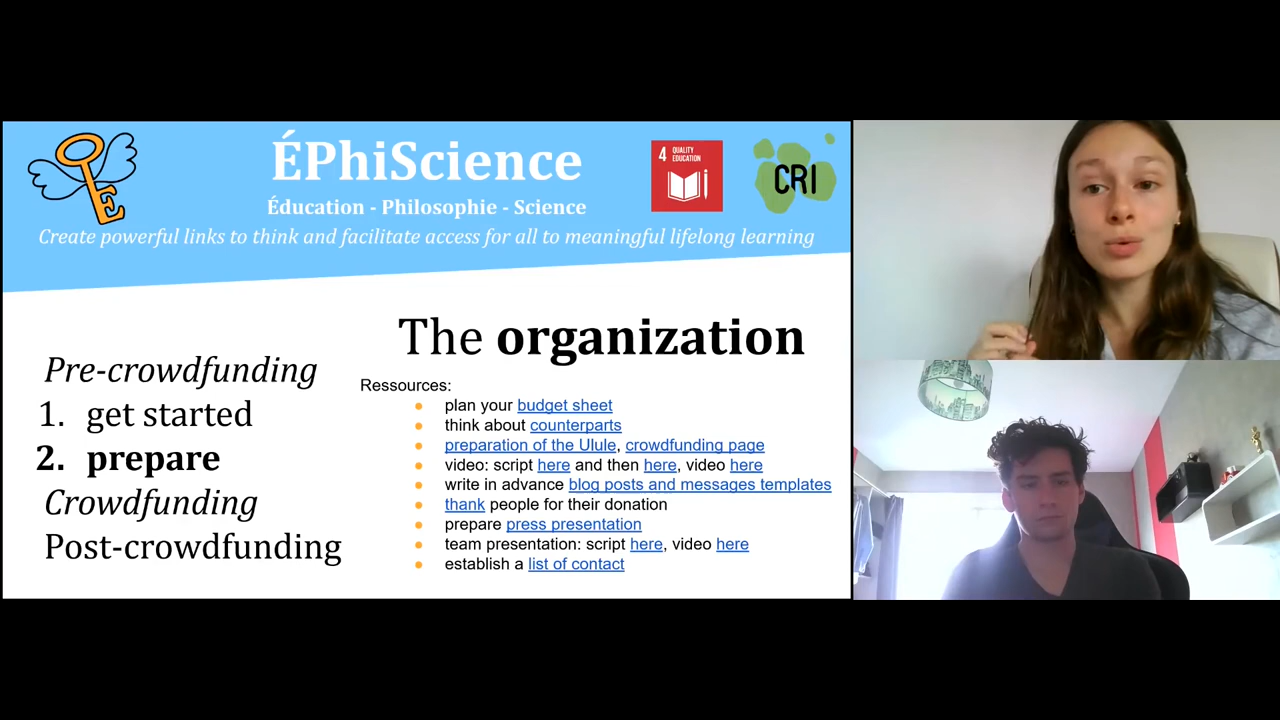 ÉPhiScience
Éducation - Philosophie - Science
Create powerful links to think and facilitate access for all to meaningful lifelong learning
4 QUALITY
EDUCATION
CRI
E
The organization
Pre-crowdfunding
1. get started
2. prepare
Crowdfunding
Post-crowdfunding
Ressources:
● plan your budget sheet
● think about counterparts
● preparation of the Ulule, crowdfunding page
● video: script here and then here, video here
● write in advance blog posts and messages templates
● thank people for their donation
● prepare press presentation
● team presentation: script here, video here
● establish a list of contact